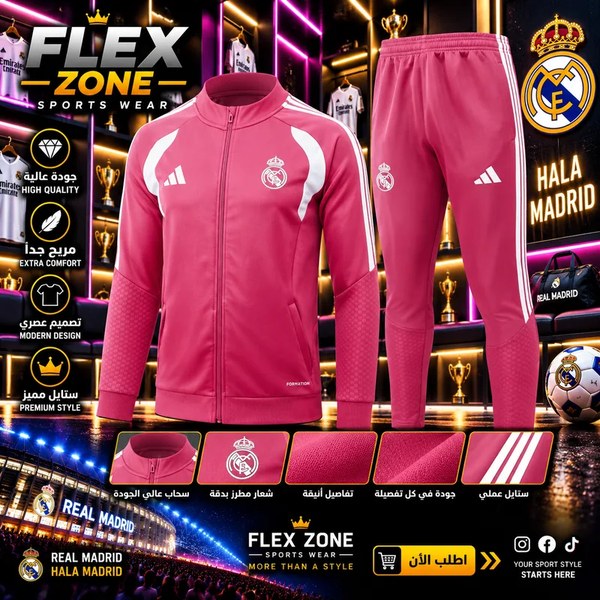 FLEX
ZONE
SPORTS WEAR
جودة عالية
HIGH QUALITY
مريح جداً
EXTRA COMFORT
تصميم عصري
MODERN DESIGN
ستايل مميز
PREMIUM STYLE
Emirates
HALA
MADRID
REAL MADRID
FORMOTION
سحاب عالي الجودة
شعار مطرز بدقة
تفاصيل أنيقة
جودة في كل تفصيلة
ستايل عملي
REAL MADRID
REAL MADRID
HALA MADRID
FLEX ZONE
SPORTS WEAR
MORE THAN A STYLE
اطلب الأن
YOUR SPORT STYLE
STARTS HERE